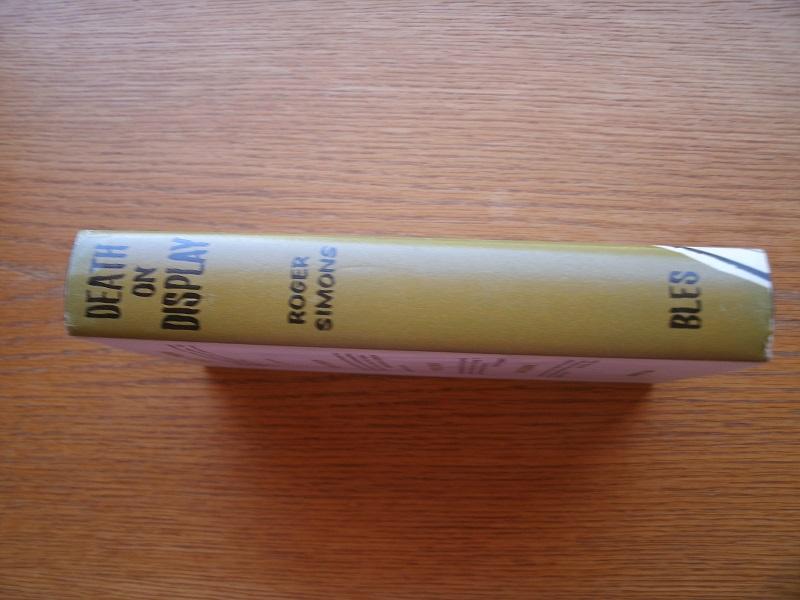 DEATH
ON
DISPLAY
ROGER
SIMONS
BLES